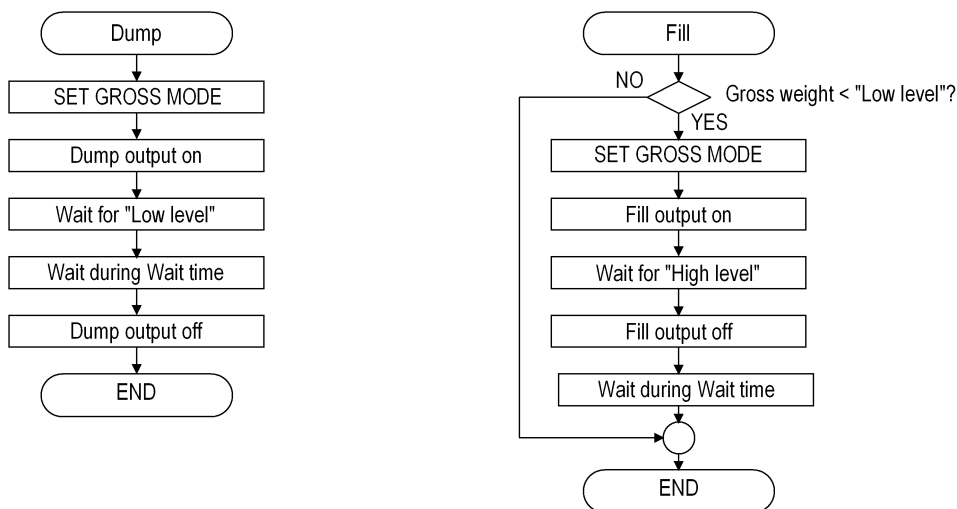 Dump
SET GROSS MODE
Dump output on
Wait for "Low level"
Wait during Wait time
Dump output off
END
Fill
NO
Gross weight < "Low level"?
YES
SET GROSS MODE
Fill output on
Wait for "High level"
Fill output off
Wait during Wait time
END